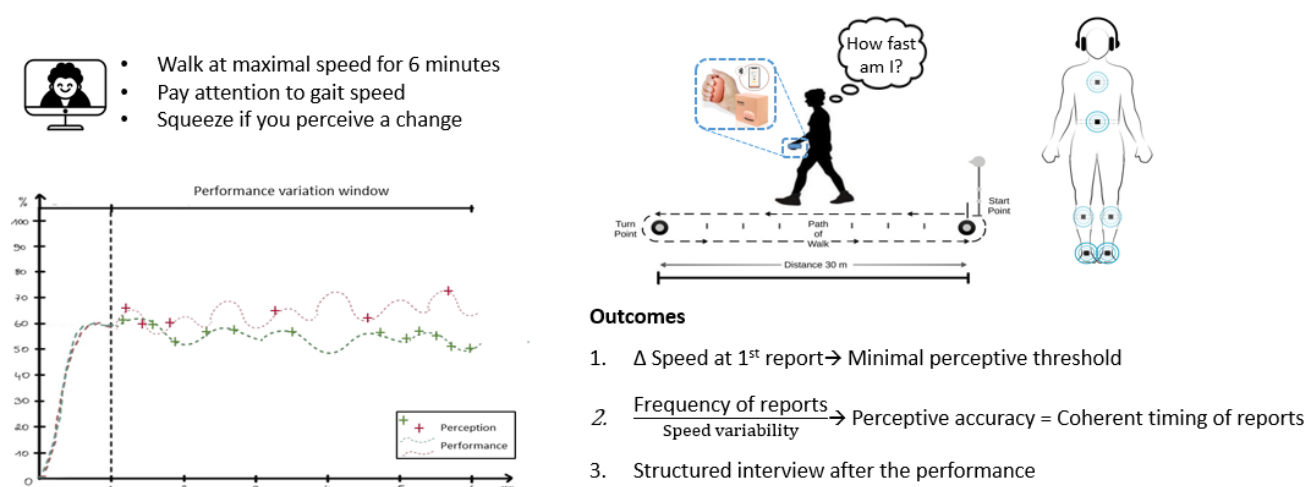 • Walk at maximal speed for 6 minutes
• Pay attention to gait speed
• Squeeze if you perceive a change
How fast
am I?
Start
Point
Turn
Point
Path
of
Walk
Distance 30 m
Performance variation window
%
100
90
80
70
60
50
40
30
20
10
0
Perception
Performance
Outcomes
1. Δ Speed at 1st report→ Minimal perceptive threshold
2. Frequency of reports
Speed variability
→ Perceptive accuracy = Coherent timing of reports
3. Structured interview after the performance